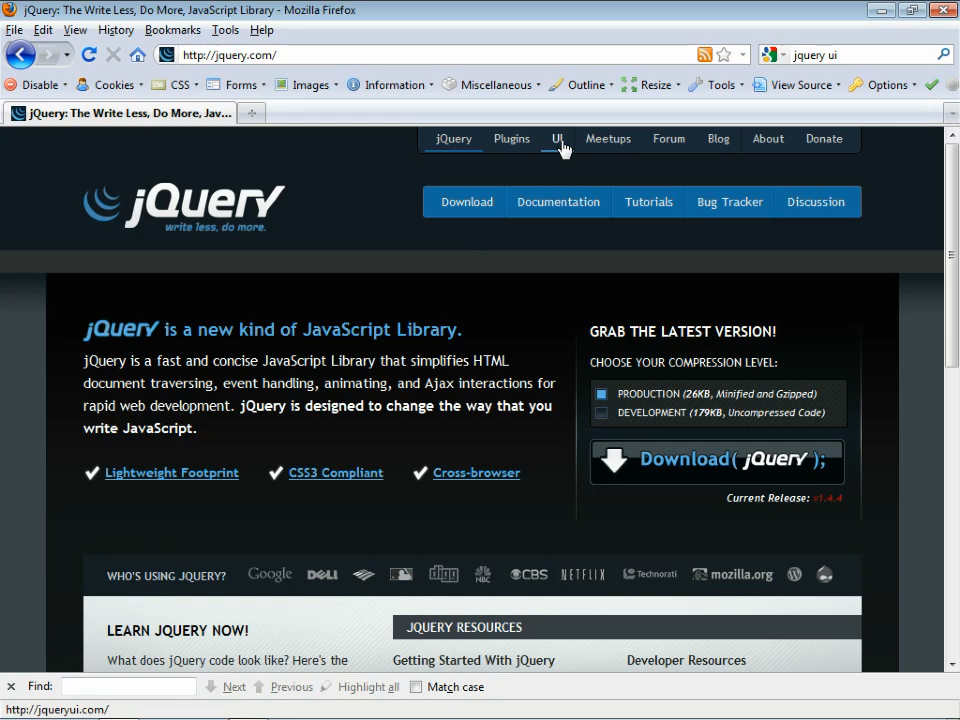 jQuery: The Write Less, Do More, JavaScript Library - Mozilla Firefox
File Edit View History Bookmarks Tools Help
http://jquery.com/ jquery ui
Disable Cookies CSS Forms Images Information Miscellaneous Outline Resize Tools View Source Options
jQuery: The Write Less, Do More, Jav...
jQuery Plugins UI Meetups Forum Blog About Donate
jQuery
write less, do more.
Download Documentation Tutorials Bug Tracker Discussion
jQuery is a new kind of JavaScript Library.
jQuery is a fast and concise JavaScript Library that simplifies HTML
document traversing, event handling, animating, and Ajax interactions for
rapid web development. jQuery is designed to change the way that you
write JavaScript.
Lightweight Footprint CSS3 Compliant Cross-browser
GRAB THE LATEST VERSION!
CHOOSE YOUR COMPRESSION LEVEL:
PRODUCTION (26KB, Minified and Gzipped)
DEVELOPMENT (179KB, Uncompressed Code)
Download( jQuery );
Current Release: v1.4.4
WHO'S USING JQUERY? Google DELL NBC CBS NETFLIX Technorati mozilla.org
LEARN JQUERY NOW!
What does jQuery code look like? Here's the
JQUERY RESOURCES
Getting Started With jQuery Developer Resources
Find: Next Previous Highlight all Match case
http://jqueryui.com/